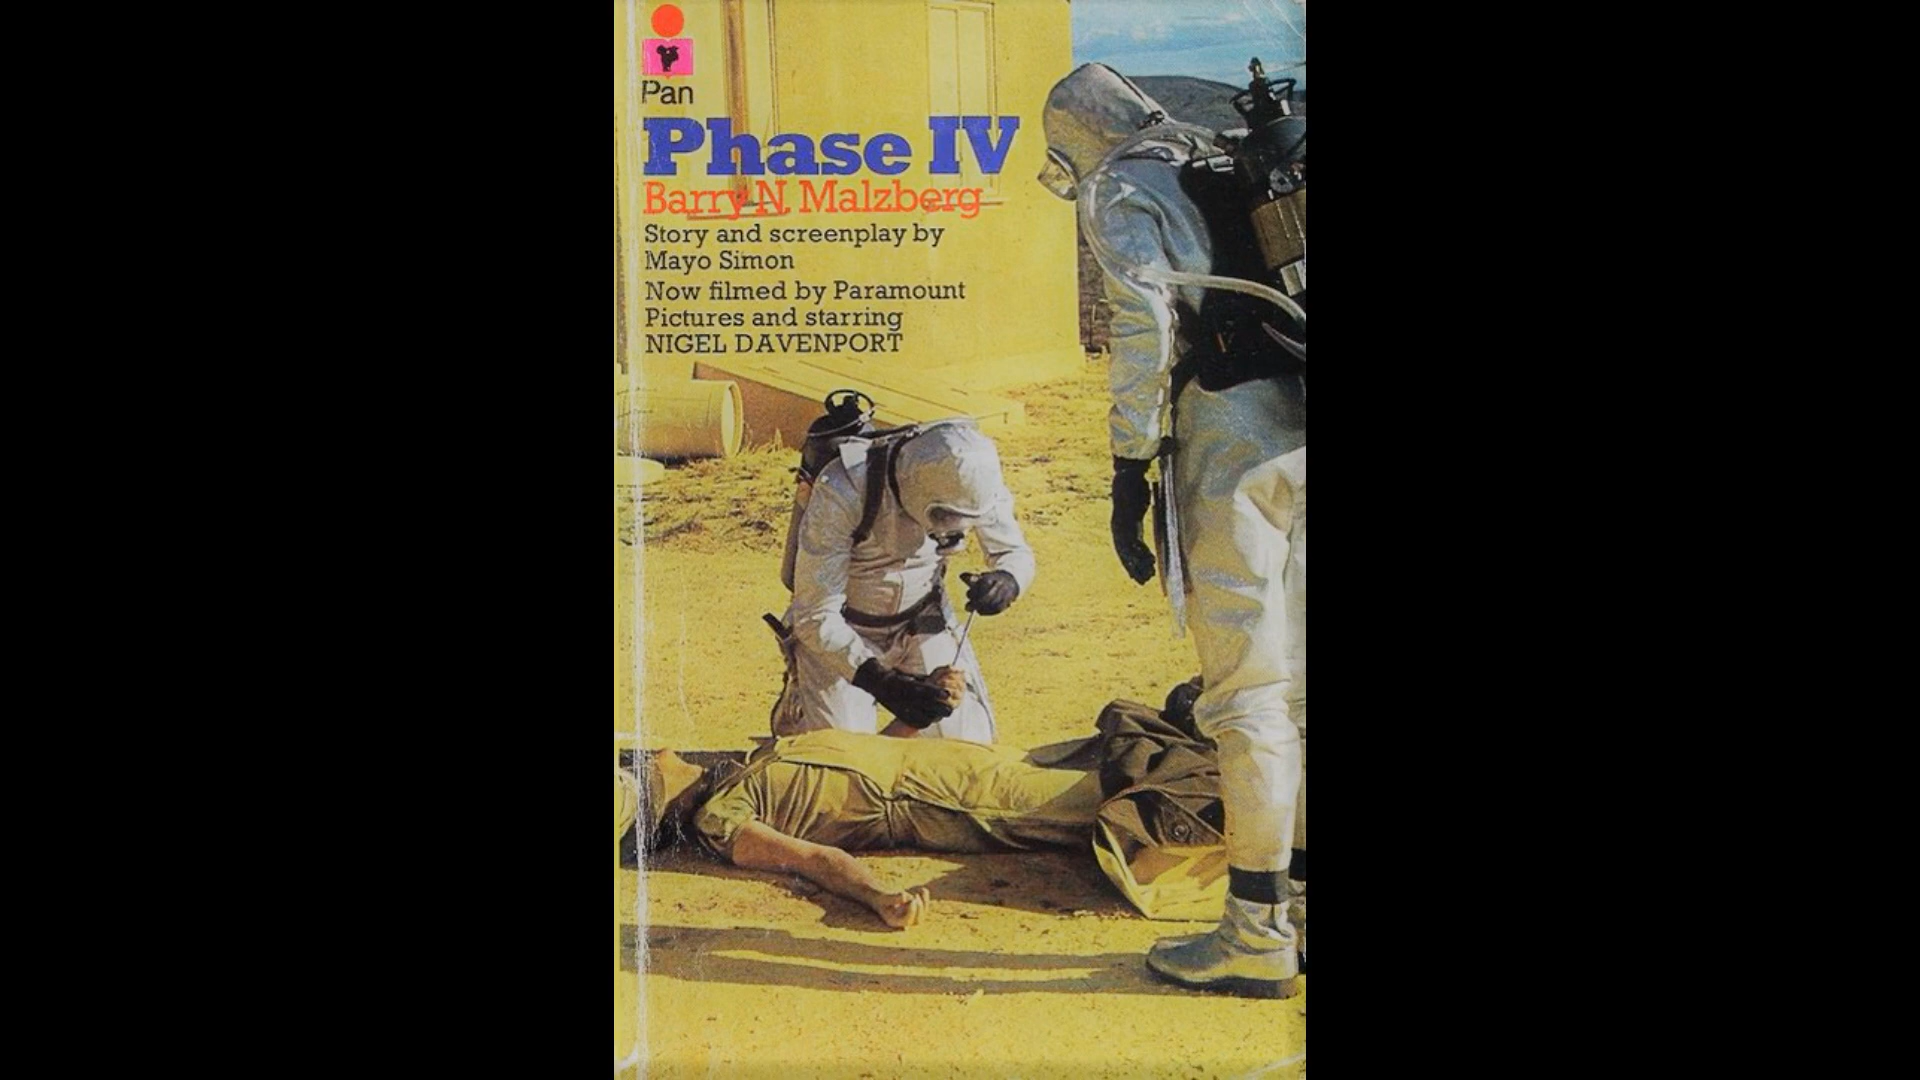 Pan
Phase IV
Barry N. Malzberg
Story and screenplay by
Mayo Simon
Now filmed by Paramount
Pictures and starring
NIGEL DAVENPORT